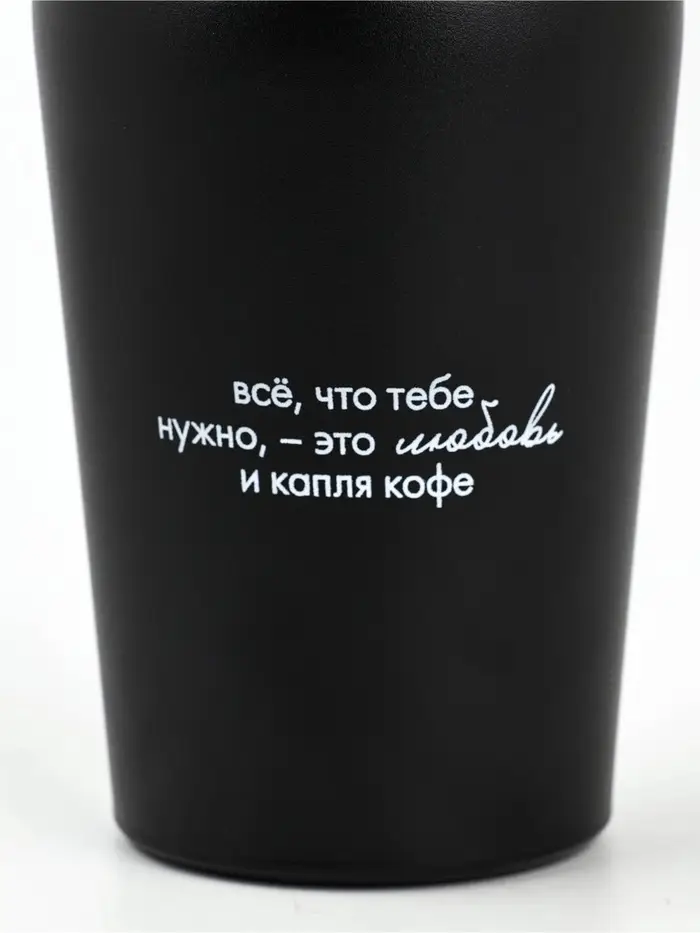 всё, что тебе
нужно, – это любовь
и капля кофе